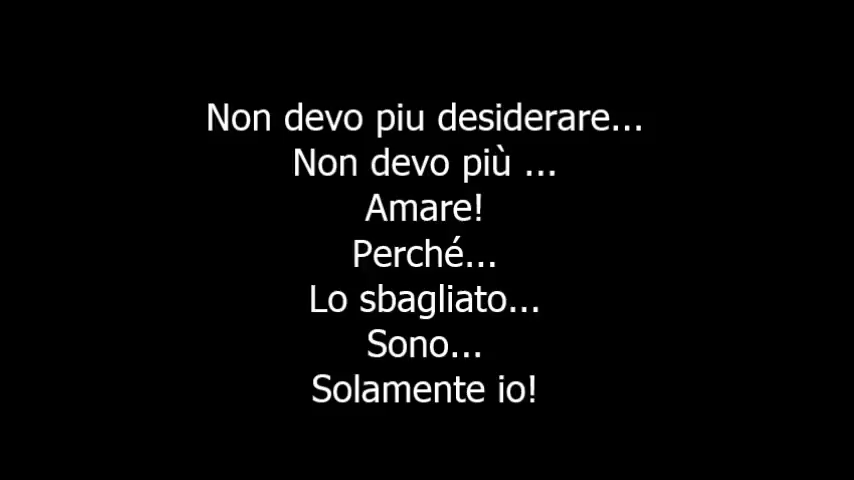 Non devo piu desiderare...
Non devo più ...
Amare!
Perché...
Lo sbagliato...
Sono...
Solamente io!